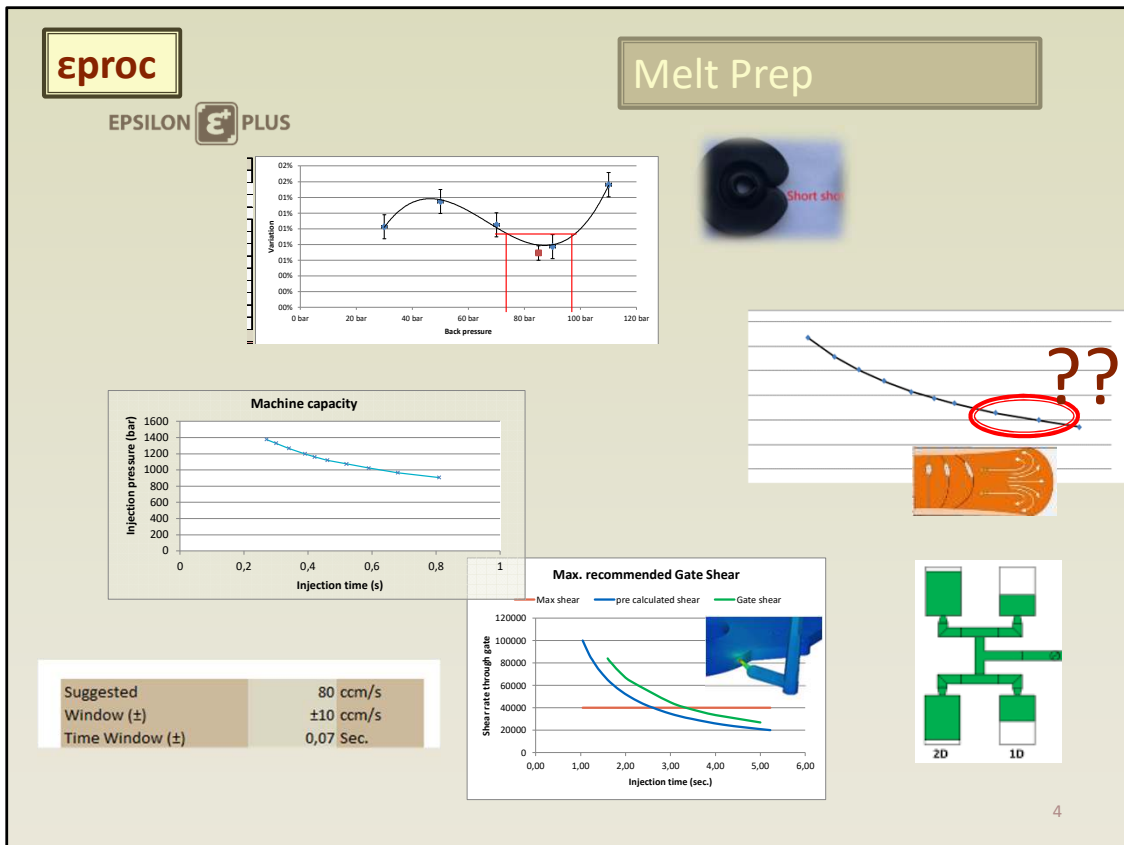 εproc
Melt Prep
EPSILON ε+ PLUS
02%
02%
01%
01%
01%
01%
01%
00%
00%
00%
Variation
0 bar 20 bar 40 bar 60 bar 80 bar 100 bar 120 bar
Back pressure
Short sho
??
Machine capacity
1600
1400
1200
1000
800
600
400
200
0
Injection pressure (bar)
0 0,2 0,4 0,6 0,8 1
Injection time (s)
Max. recommended Gate Shear
Max shear pre calculated shear Gate shear
120000
100000
80000
60000
40000
20000
0
Shear rate through gate
0,00 1,00 2,00 3,00 4,00 5,00 6,00
Injection time (sec.)
Suggested 80 ccm/s
Window (±) ±10 ccm/s
Time Window (±) 0,07 Sec.
2D 1D
4